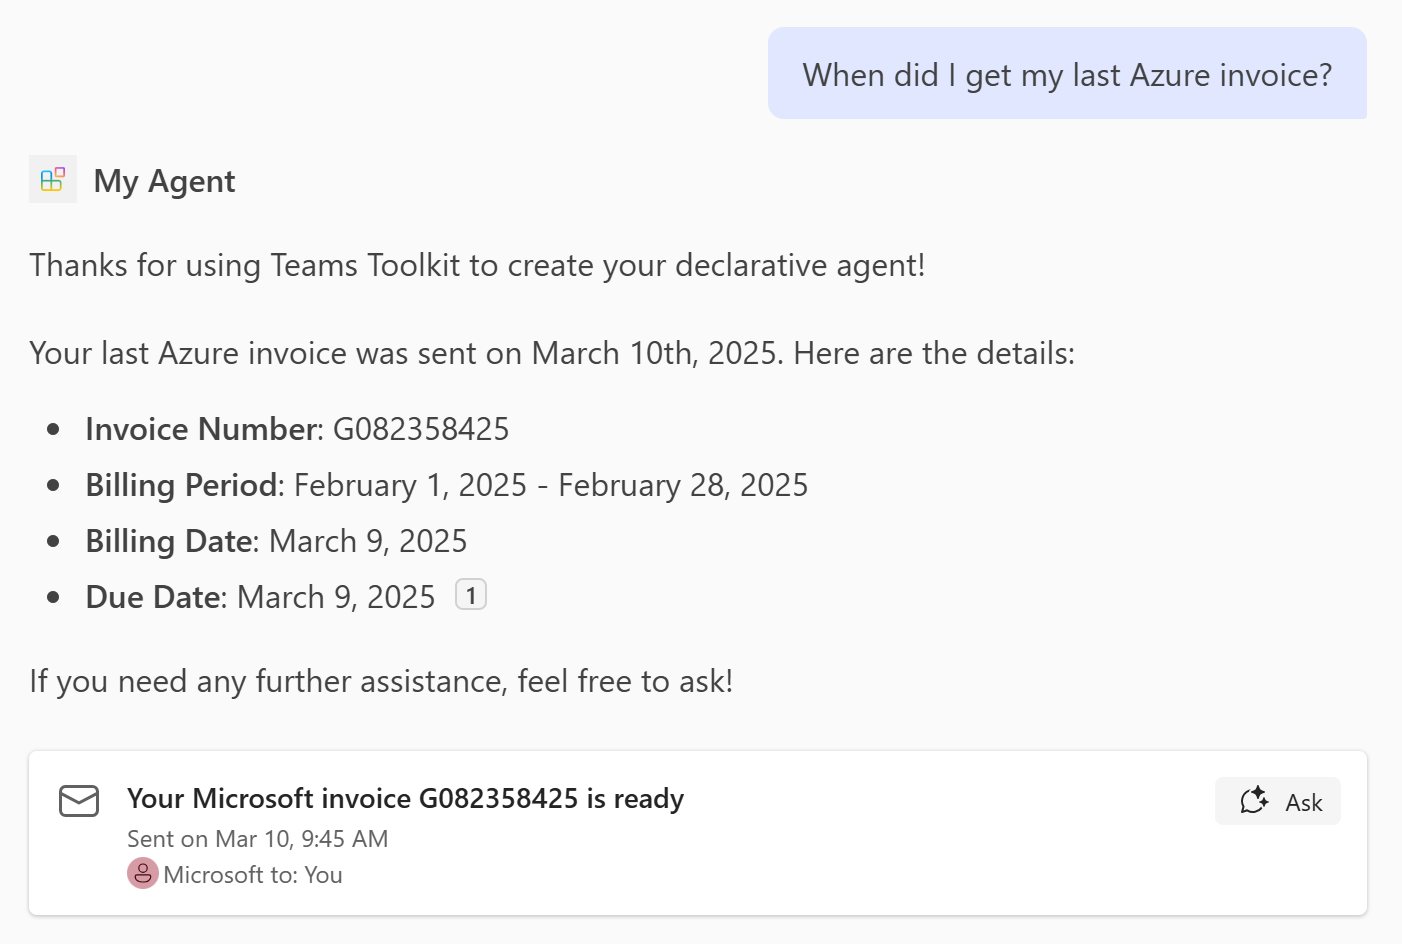 When did I get my last Azure invoice?
My Agent
Thanks for using Teams Toolkit to create your declarative agent!
Your last Azure invoice was sent on March 10th, 2025. Here are the details:
• Invoice Number: G082358425
• Billing Period: February 1, 2025 - February 28, 2025
• Billing Date: March 9, 2025
• Due Date: March 9, 2025 1
If you need any further assistance, feel free to ask!
Your Microsoft invoice G082358425 is ready
Ask
Sent on Mar 10, 9:45 AM
Microsoft to: You